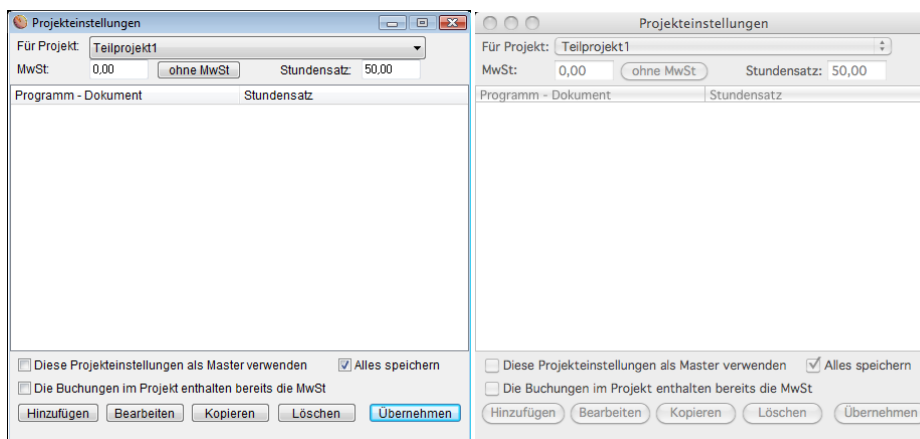 Projekteinstellungen
Für Projekt: Teilprojekt1
MwSt: 0,00 ohne MwSt Stundensatz: 50,00
Programm - Dokument Stundensatz
Diese Projekteinstellungen als Master verwenden Alles speichern
Die Buchungen im Projekt enthalten bereits die MwSt
Hinzufügen Bearbeiten Kopieren Löschen Übernehmen
Projekteinstellungen
Für Projekt: Teilprojekt1
MwSt: 0,00 ohne MwSt Stundensatz: 50,00
Programm - Dokument Stundensatz
Diese Projekteinstellungen als Master verwenden Alles speichern
Die Buchungen im Projekt enthalten bereits die MwSt
Hinzufügen Bearbeiten Kopieren Löschen Übernehmen